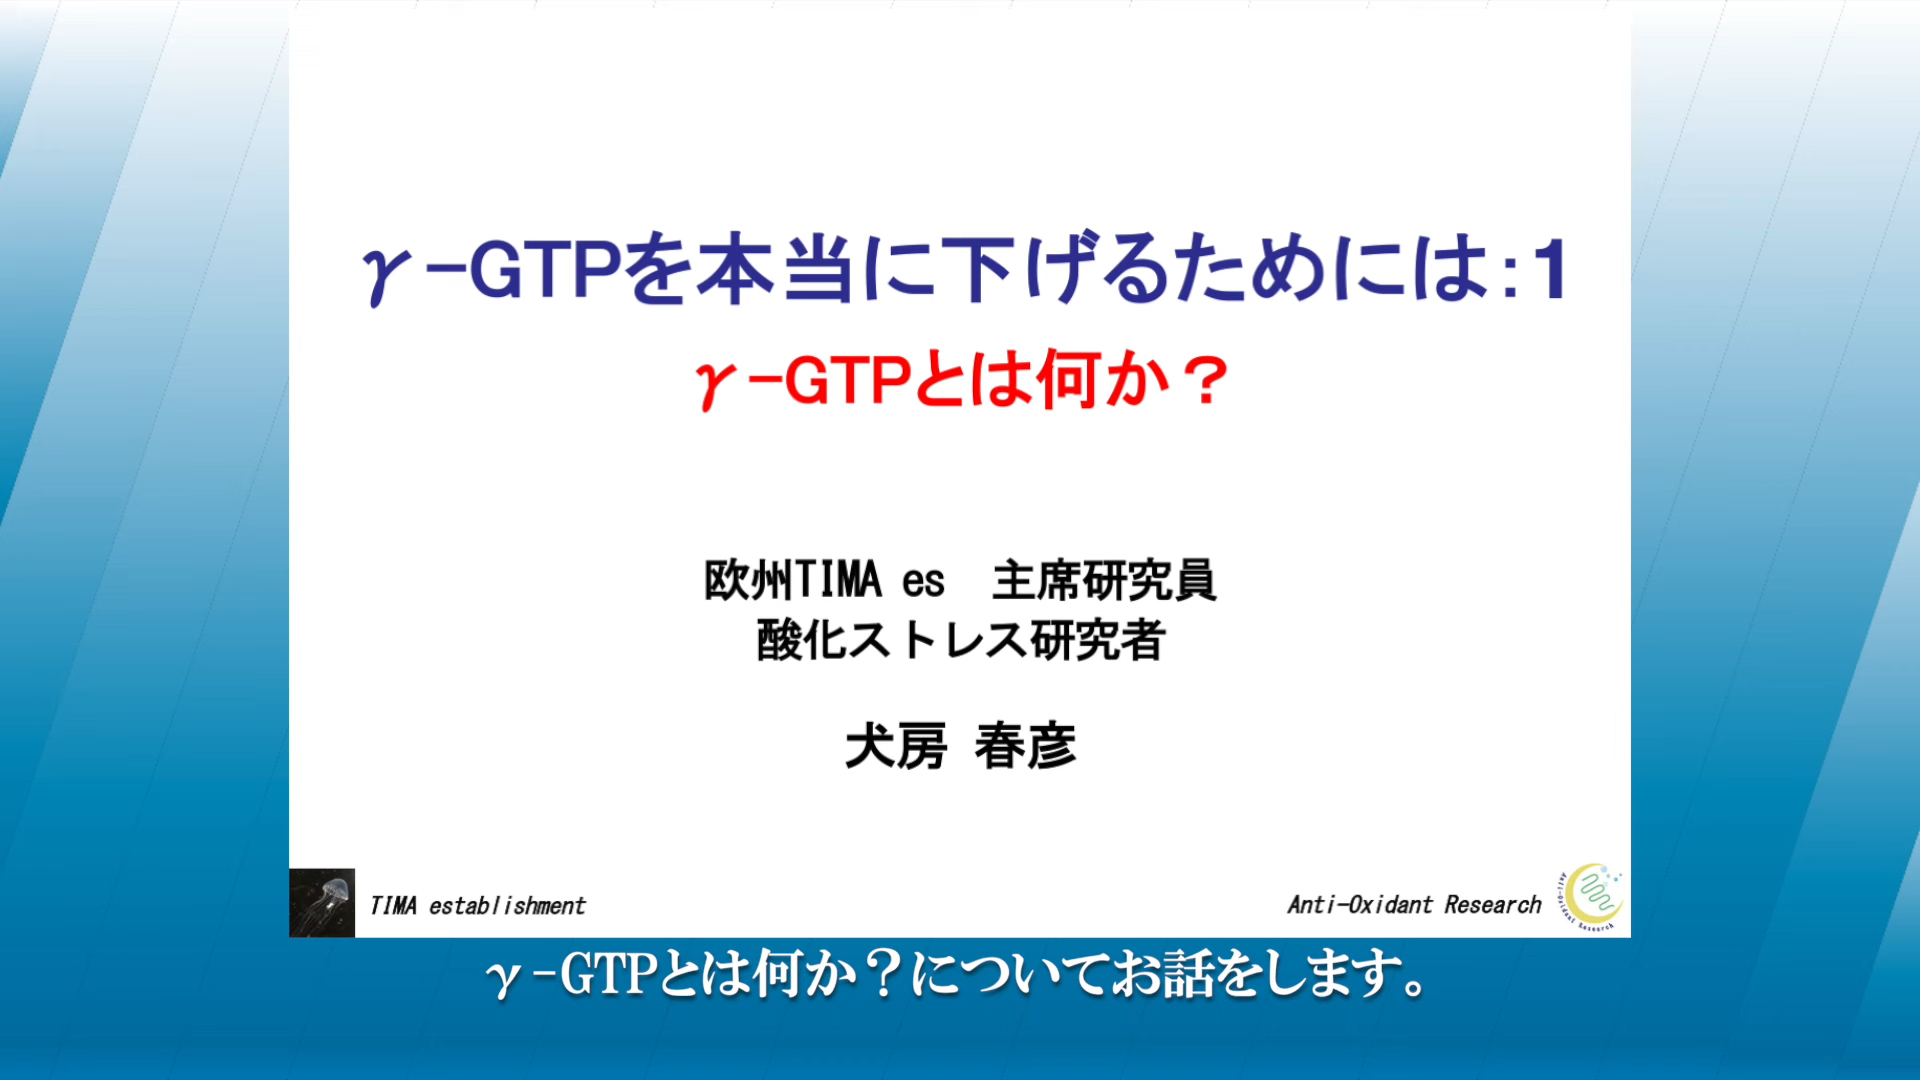 γ-GTPを本当に下げるためには:1
γ-GTPとは何か？
欧州TIMA es　主席研究員
酸化ストレス研究者
犬房 春彦
TIMA establishment
Anti-Oxidant Research
Anti-Oxidant Research
γ-GTPとは何か？についてお話をします。